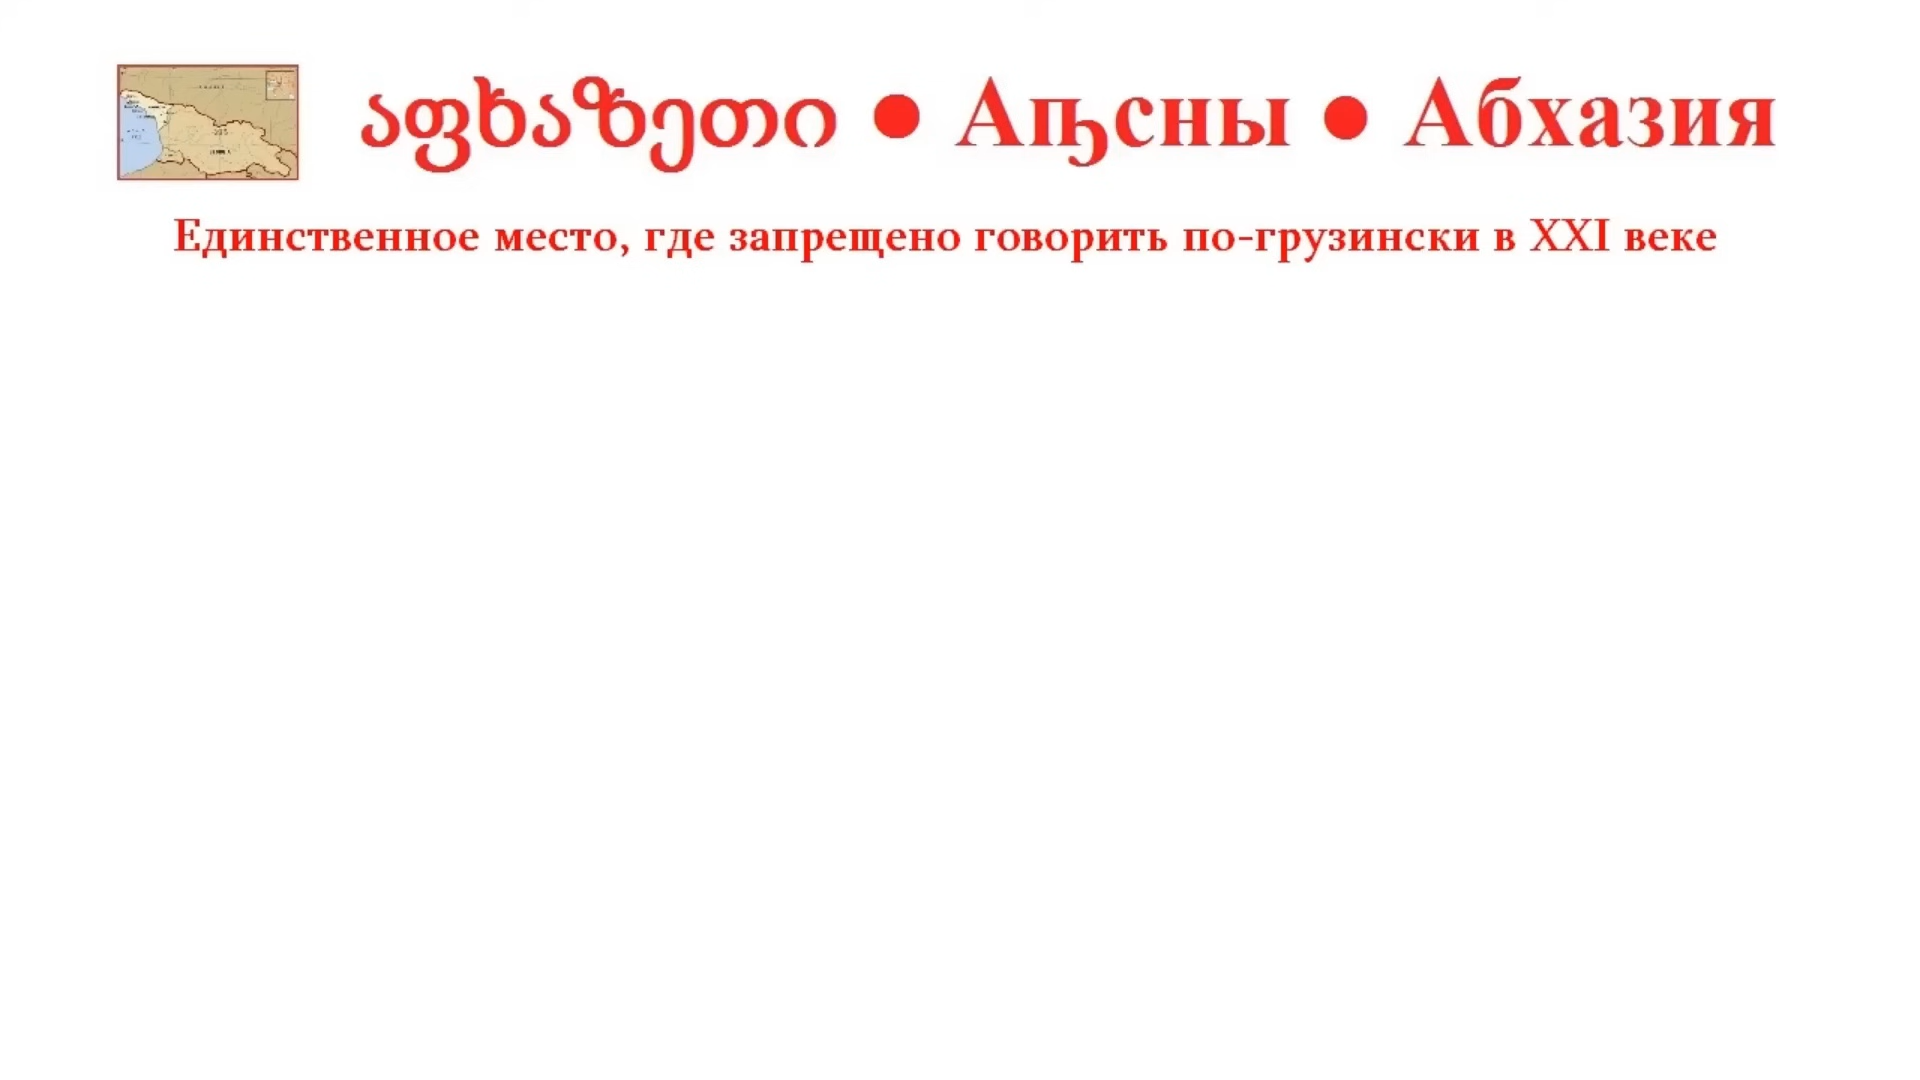 აფხაზეთი ● Аҧсны ● Абхазия
Единственное место, где запрещено говорить по-грузински в XXI веке